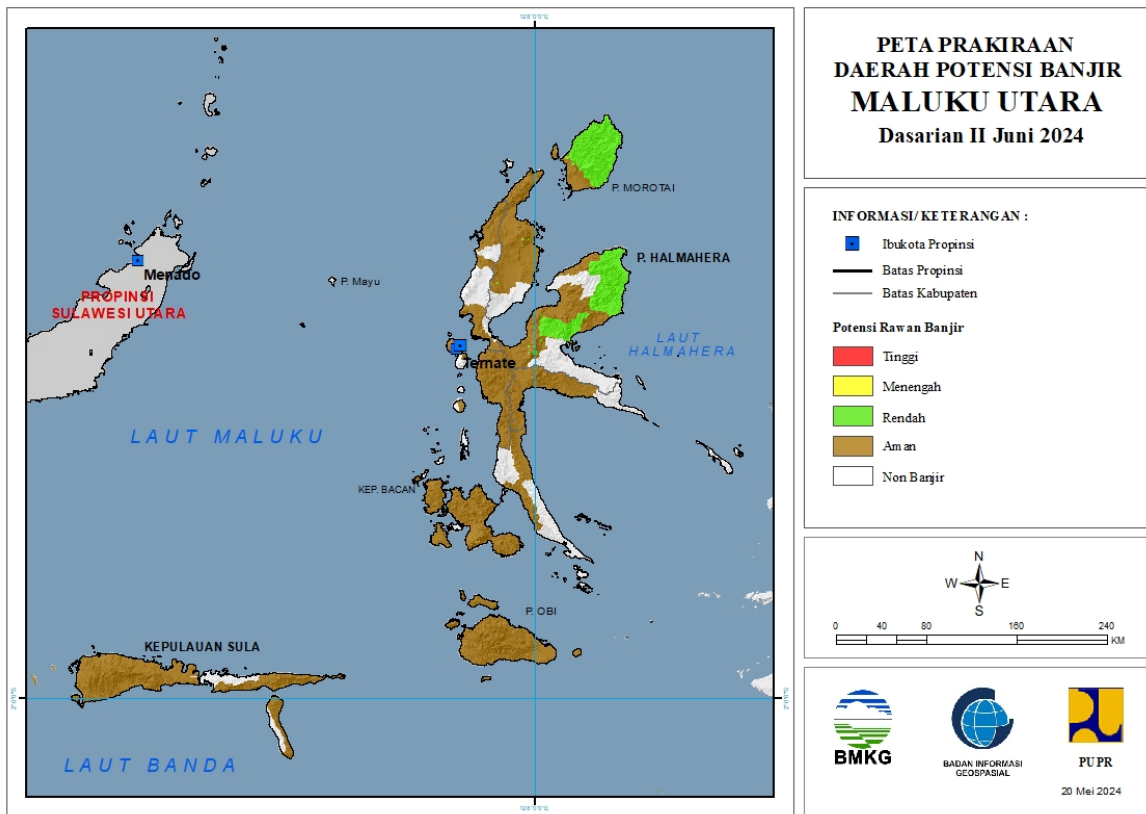 PETA PRAKIRAAN
DAERAH POTENSI BANJIR
MALUKU UTARA
Dasarian II Juni 2024
INFORMASI/ KETERANGAN :
Ibukota Propinsi
Batas Propinsi
Batas Kabupaten
Potensi Rawan Banjir
Tinggi
Menengah
Rendah
Aman
Non Banjir
N
W E
S
0 40 80 160 240
KM
BMKG
BADAN INFORMASI
GEOSPASIAL
PUPR
20 Mei 2024
P. MOROTAI
P. HALMAHERA
Menado
P. Mayu
PROPINSI
SULAWESI UTARA
LAUT
HALMAHERA
Ternate
LAUT MALUKU
KEP. BACAN
P. OBI
KEPULAUAN SULA
LAUT BANDA